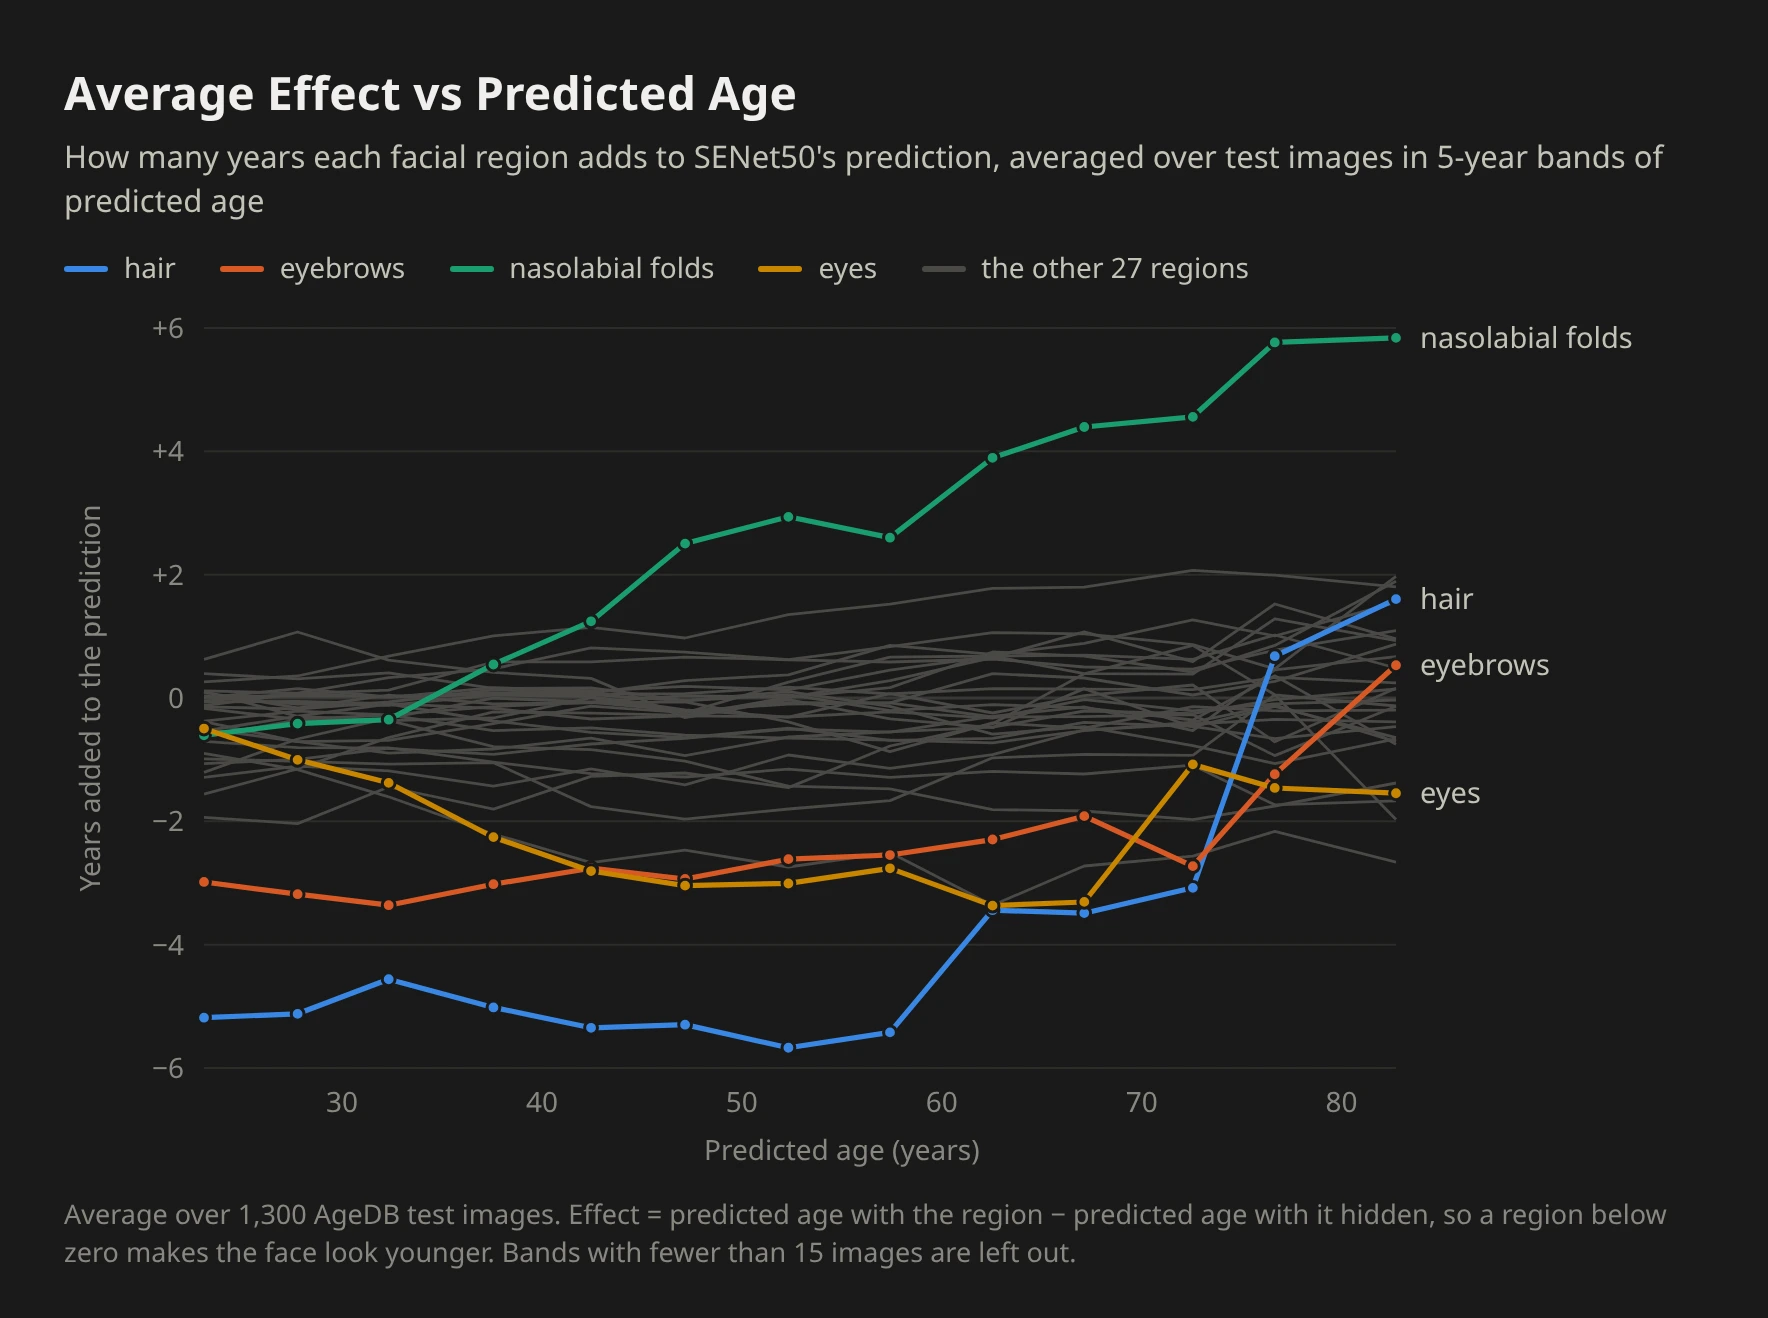 Average Effect vs Predicted Age
How many years each facial region adds to SENet50's prediction, averaged over test images in 5-year bands of
predicted age
hair
eyebrows
nasolabial folds
eyes
the other 27 regions
+6
+4
+2
0
−2
−4
−6
Years added to the prediction
nasolabial folds
hair
eyebrows
eyes
30
40
50
60
70
80
Predicted age (years)
Average over 1,300 AgeDB test images. Effect = predicted age with the region − predicted age with it hidden, so a region below
zero makes the face look younger. Bands with fewer than 15 images are left out.